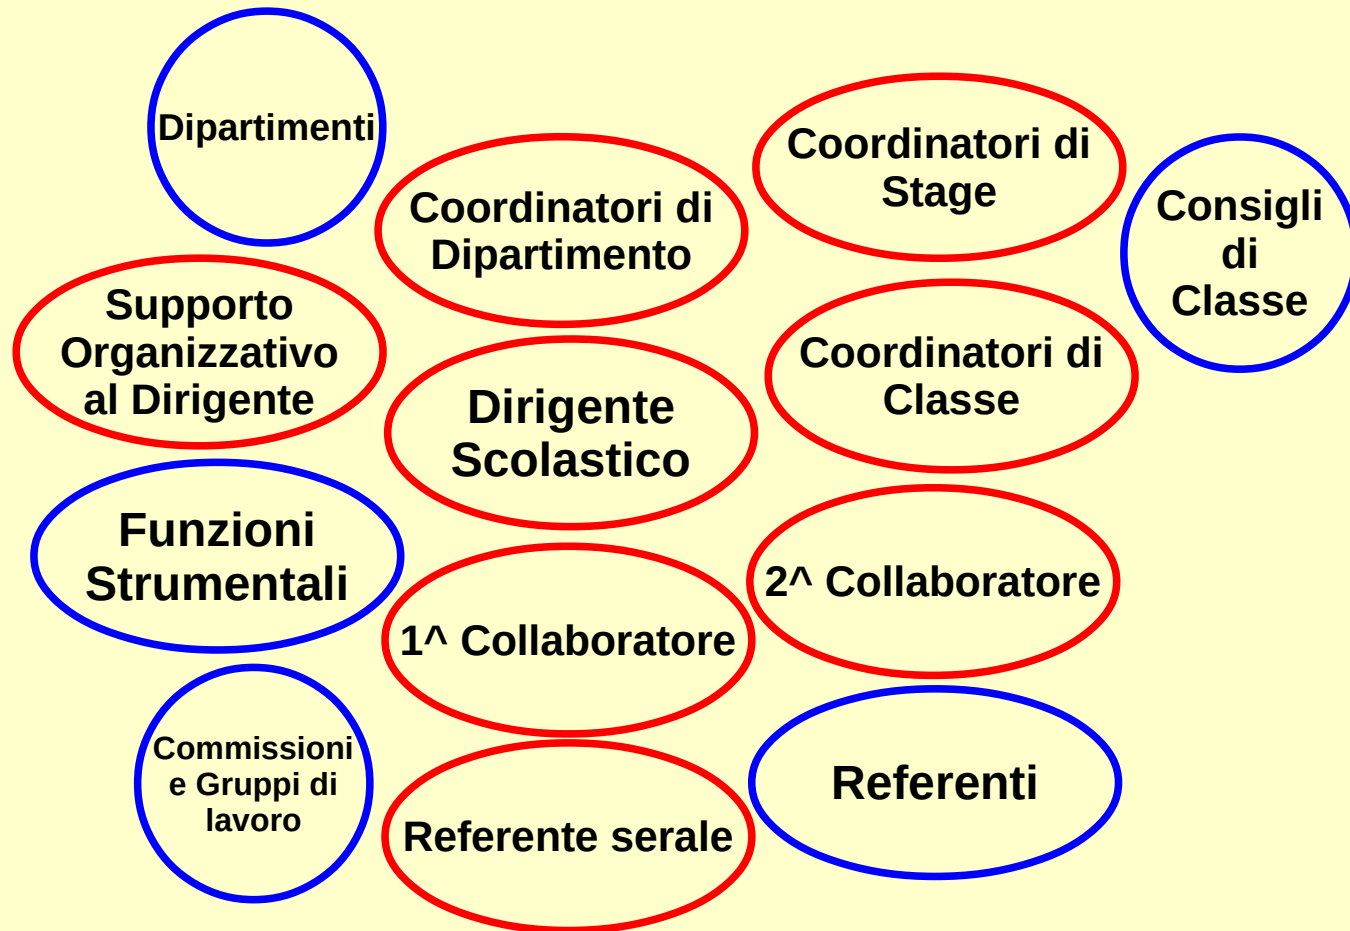 Dipartimenti
Coordinatori di
Dipartimento
Coordinatori di
Stage
Consigli
di
Classe
Supporto
Organizzativo
al Dirigente
Dirigente
Scolastico
Coordinatori di
Classe
Funzioni
Strumentali
1^ Collaboratore
2^ Collaboratore
Commissioni
e Gruppi di
lavoro
Referente serale
Referenti